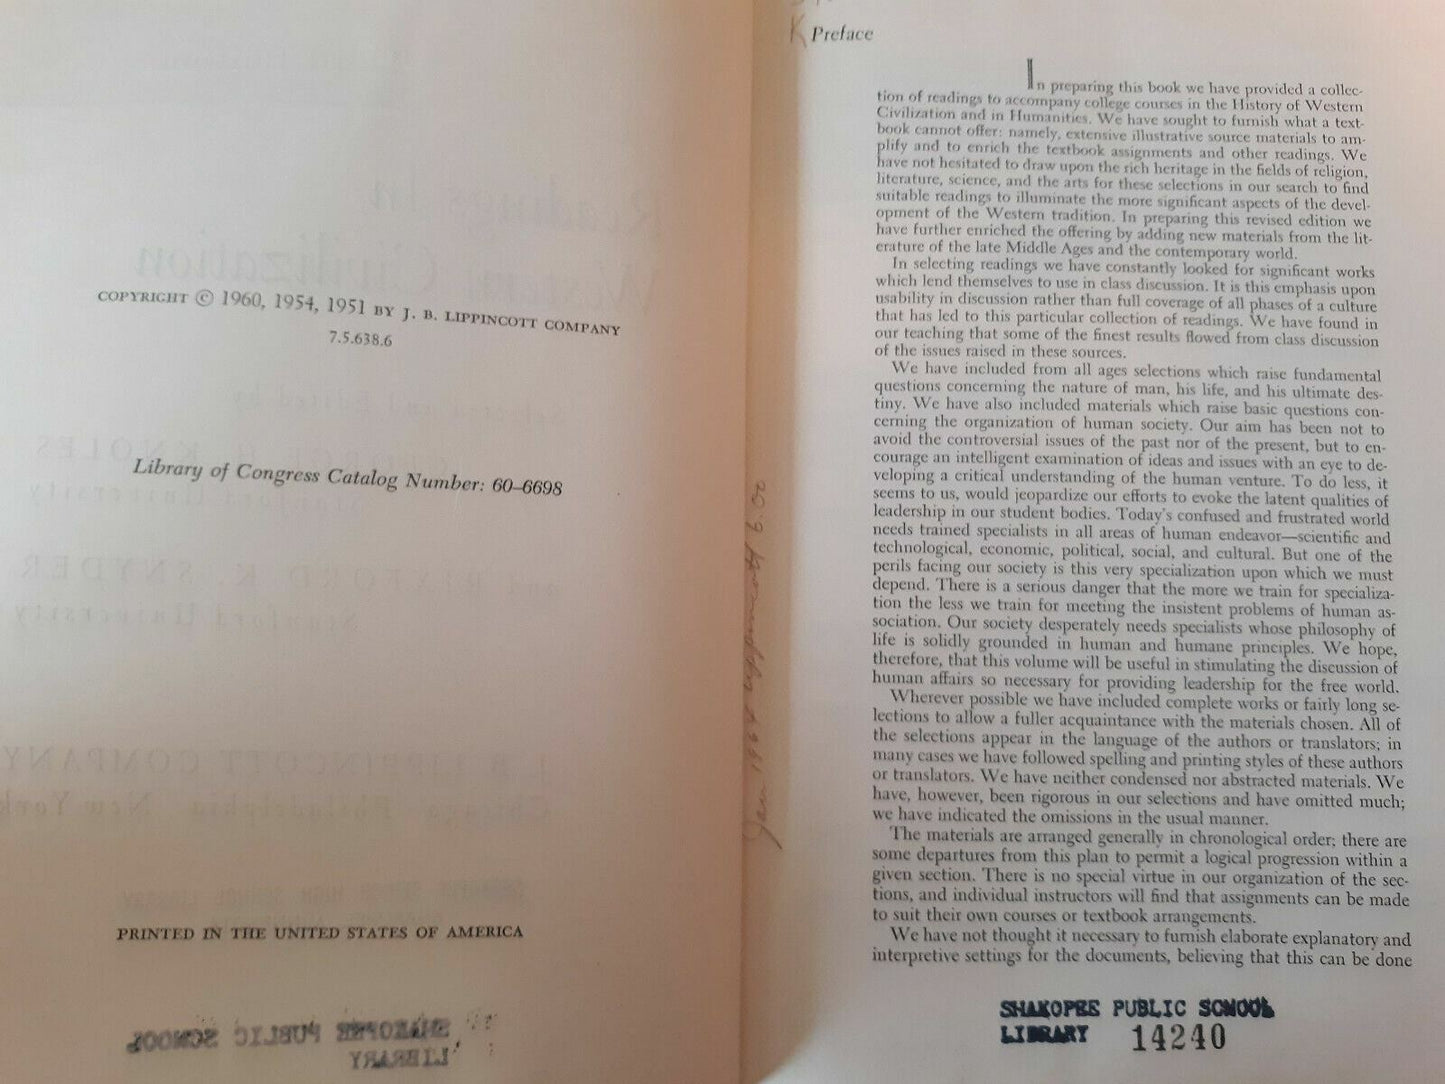 COPYRIGHT © 1960, 1954, 1951 BY J. B. LIPPINCOTT COMPANY
7.5.638.6
Library of Congress Catalog Number: 60–6698
PRINTED IN THE UNITED STATES OF AMERICA
SHAKOPEE PUBLIC SCHOOL
LIBRARY
Jan 1964 Lippincott 6.00
K Preface
In preparing this book we have provided a collec-
tion of readings to accompany college courses in the History of Western
Civilization and in Humanities. We have sought to furnish what a text-
book cannot offer: namely, extensive illustrative source materials to am-
plify and to enrich the textbook assignments and other readings. We
have not hesitated to draw upon the rich heritage in the fields of religion,
literature, science, and the arts for these selections in our search to find
suitable readings to illuminate the more significant aspects of the devel-
opment of the Western tradition. In preparing this revised edition we
have further enriched the offering by adding new materials from the lit-
erature of the late Middle Ages and the contemporary world.
In selecting readings we have constantly looked for significant works
which lend themselves to use in class discussion. It is this emphasis upon
usability in discussion rather than full coverage of all phases of a culture
that has led to this particular collection of readings. We have found in
our teaching that some of the finest results flowed from class discussion
of the issues raised in these sources.
We have included from all ages selections which raise fundamental
questions concerning the nature of man, his life, and his ultimate des-
tiny. We have also included materials which raise basic questions con-
cerning the organization of human society. Our aim has been not to
avoid the controversial issues of the past nor of the present, but to en-
courage an intelligent examination of ideas and issues with an eye to de-
veloping a critical understanding of the human venture. To do less, it
seems to us, would jeopardize our efforts to evoke the latent qualities of
leadership in our student bodies. Today's confused and frustrated world
needs trained specialists in all areas of human endeavor—scientific and
technological, economic, political, social, and cultural. But one of the
perils facing our society is this very specialization upon which we must
depend. There is a serious danger that the more we train for specializa-
tion the less we train for meeting the insistent problems of human as-
sociation. Our society desperately needs specialists whose philosophy of
life is solidly grounded in human and humane principles. We hope,
therefore, that this volume will be useful in stimulating the discussion of
human affairs so necessary for providing leadership for the free world.
Wherever possible we have included complete works or fairly long se-
lections to allow a fuller acquaintance with the materials chosen. All of
the selections appear in the language of the authors or translators; in
many cases we have followed spelling and printing styles of these authors
or translators. We have neither condensed nor abstracted materials. We
have, however, been rigorous in our selections and have omitted much;
we have indicated the omissions in the usual manner.
The materials are arranged generally in chronological order; there are
some departures from this plan to permit a logical progression within a
given section. There is no special virtue in our organization of the sec-
tions, and individual instructors will find that assignments can be made
to suit their own courses or textbook arrangements.
We have not thought it necessary to furnish elaborate explanatory and
interpretive settings for the documents, believing that this can be done
SHAKOPEE PUBLIC SCHOOL
LIBRARY 14240